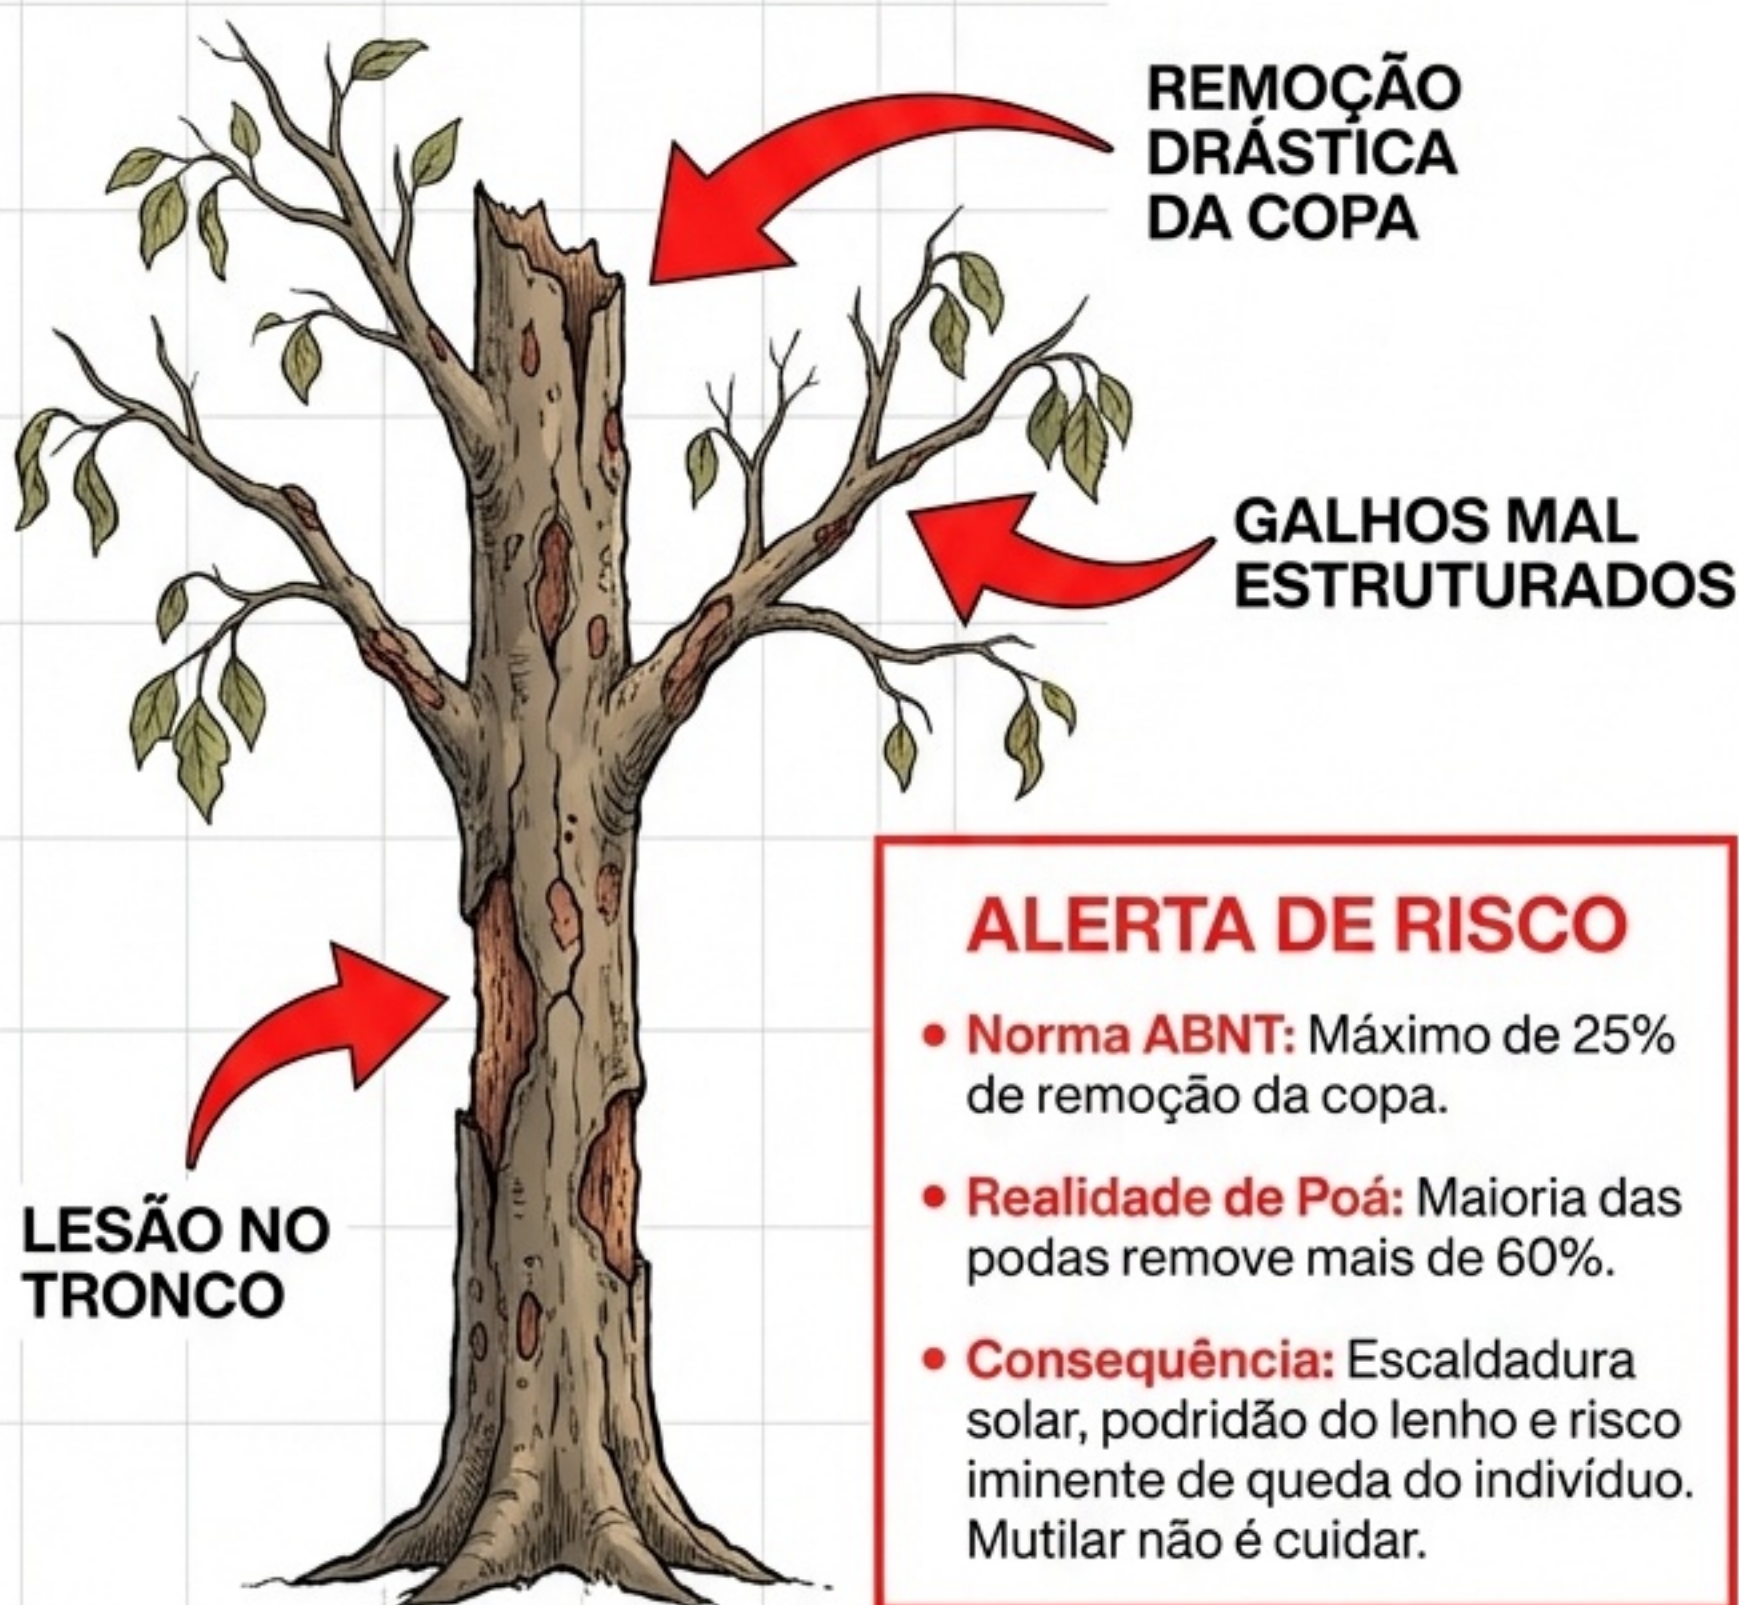 REMOÇÃO
DRÁSTICA
DA COPA
GALHOS MAL
ESTRUTURADOS
LESÃO NO
TRONCO
ALERTA DE RISCO
• Norma ABNT: Máximo de 25%
de remoção da copa.
• Realidade de Poá: Maioria das
podas remove mais de 60%.
• Consequência: Escaldadura
solar, podridão do lenho e risco
iminente de queda do indivíduo.
Mutilar não é cuidar.